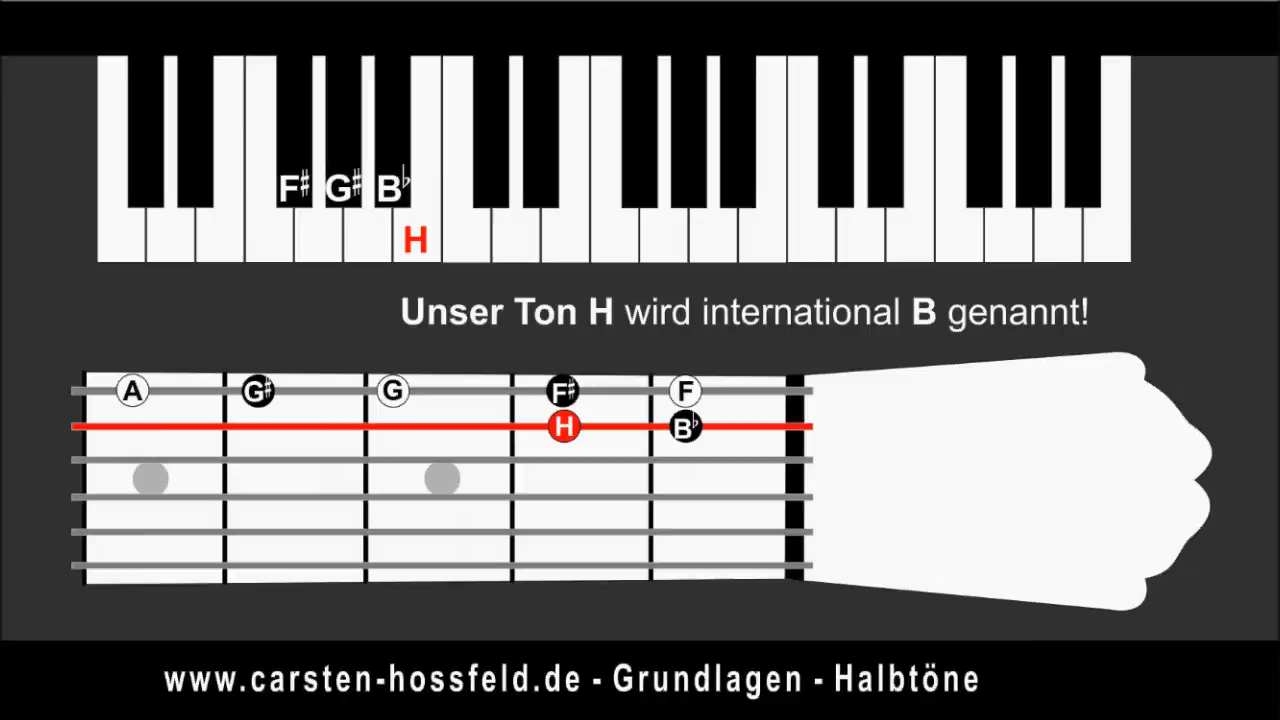 F♯ G♯ B♭
H
Unser Ton H wird international B genannt!
A G♯ G F♯ F
H B♭
www.carsten-hossfeld.de - Grundlagen - Halbtöne